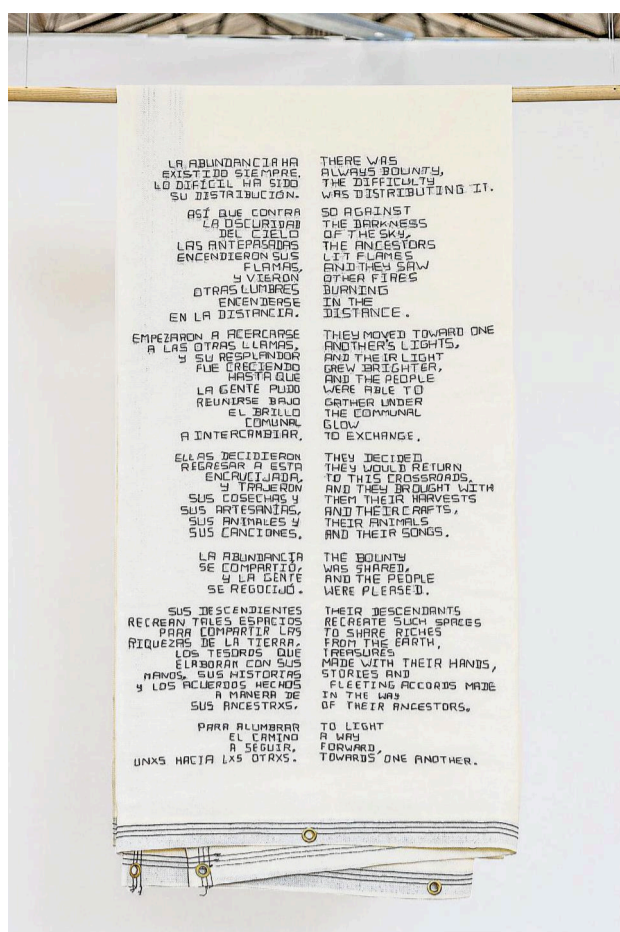 LA ABUNDANCIA HA
EXISTIDO SIEMPRE.
LO DIFÍCIL HA SIDO
SU DISTRIBUCIÓN.
ASÍ QUE CONTRA
LA OSCURIDAD
DEL CIELO
LAS ANTEPASADAS
ENCENDIERON SUS
FLAMAS,
Y VIERON
OTRAS LUMBRES
ENCENDERSE
EN LA DISTANCIA.
EMPEZARON A ACERCARSE
A LAS OTRAS LLAMAS,
Y SU RESPLANDOR
FUE CRECIENDO
HASTA QUE
LA GENTE PUDO
REUNIRSE BAJO
EL BRILLO
COMUNAL
A INTERCAMBIAR.
ELLAS DECIDIERON
REGRESAR A ESTA
ENCRUCIJADA,
Y TRAJERON
SUS COSECHAS Y
SUS ARTESANÍAS,
SUS ANIMALES Y
SUS CANCIONES.
LA ABUNDANCIA
SE COMPARTIÓ,
Y LA GENTE
SE REGOCIJÓ.
SUS DESCENDIENTES
RECREAN TALES ESPACIOS
PARA COMPARTIR LAS
RIQUEZAS DE LA TIERRA,
LOS TESOROS QUE
ELABORAN CON SUS
MANOS, SUS HISTORIAS
Y LOS ACUERDOS HECHOS
A MANERA DE
SUS ANCESTRXS,
PARA ALUMBRAR
EL CAMINO
A SEGUIR,
UNXS HACIA LXS OTRXS.
THERE WAS
ALWAYS BOUNTY,
THE DIFFICULTY
WAS DISTRIBUTING IT.
SO AGAINST
THE DARKNESS
OF THE SKY,
THE ANCESTORS
LIT FLAMES
AND THEY SAW
OTHER FIRES
BURNING
IN THE
DISTANCE.
THEY MOVED TOWARD ONE
ANOTHER'S LIGHTS,
AND THEIR LIGHT
GREW BRIGHTER,
AND THE PEOPLE
WERE ABLE TO
GATHER UNDER
THE COMMUNAL
GLOW
TO EXCHANGE.
THEY DECIDED
THEY WOULD RETURN
TO THIS CROSSROADS,
AND THEY BROUGHT WITH
THEM THEIR HARVESTS
AND THEIR CRAFTS,
THEIR ANIMALS
AND THEIR SONGS.
THE BOUNTY
WAS SHARED,
AND THE PEOPLE
WERE PLEASED.
THEIR DESCENDANTS
RECREATE SUCH SPACES
TO SHARE RICHES
FROM THE EARTH,
TREASURES
MADE WITH THEIR HANDS,
STORIES AND
FLEETING ACCORDS MADE
IN THE WAY
OF THEIR ANCESTORS,
TO LIGHT
A WAY
FORWARD,
TOWARDS ONE ANOTHER.